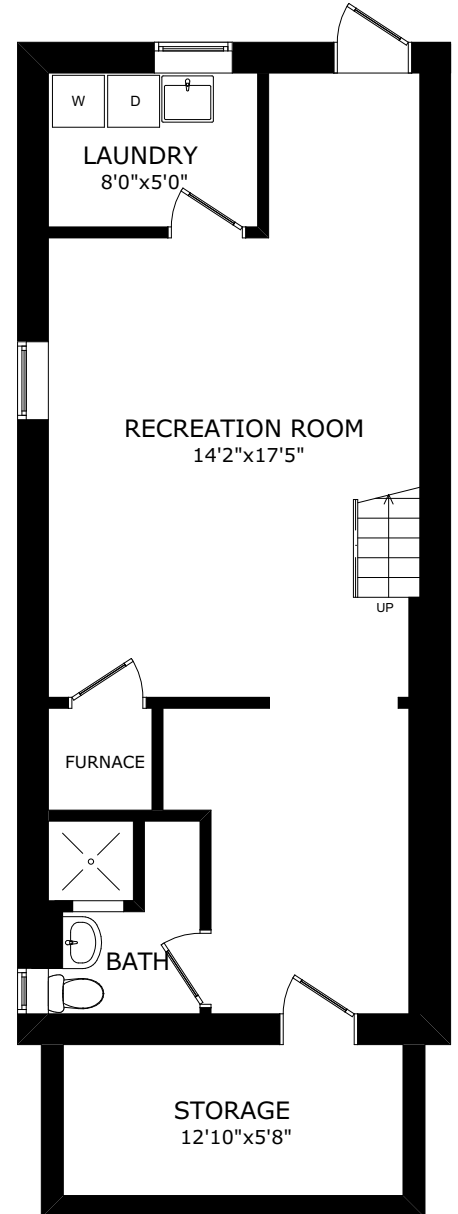 W D
LAUNDRY
8'0"x5'0"
RECREATION ROOM
14'2"x17'5"
UP
FURNACE
BATH
STORAGE
12'10"x5'8"